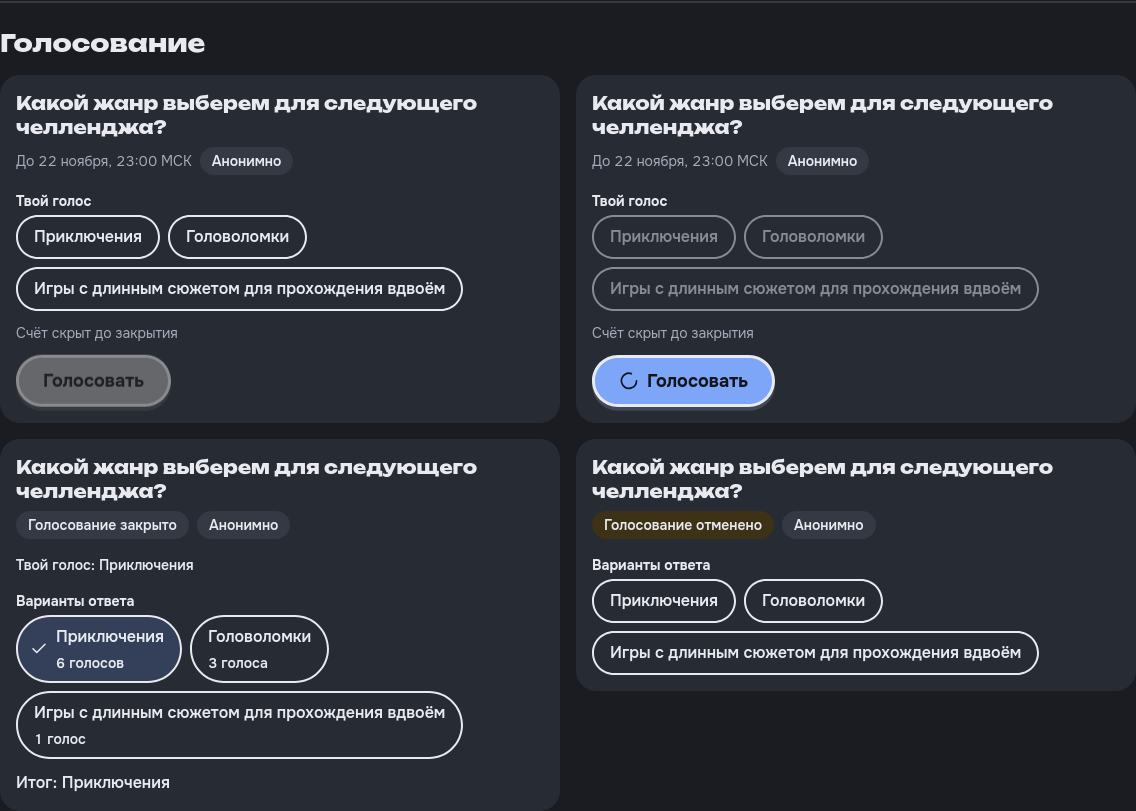 Голосование
Какой жанр выберем для следующего
челленджа?
До 22 ноября, 23:00 МСК Анонимно
Твой голос
Приключения Головоломки
Игры с длинным сюжетом для прохождения вдвоём
Счёт скрыт до закрытия
Голосовать
Какой жанр выберем для следующего
челленджа?
До 22 ноября, 23:00 МСК Анонимно
Твой голос
Приключения Головоломки
Игры с длинным сюжетом для прохождения вдвоём
Счёт скрыт до закрытия
Голосовать
Какой жанр выберем для следующего
челленджа?
Голосование закрыто Анонимно
Твой голос: Приключения
Варианты ответа
Приключения Головоломки
6 голосов 3 голоса
Игры с длинным сюжетом для прохождения вдвоём
1 голос
Итог: Приключения
Какой жанр выберем для следующего
челленджа?
Голосование отменено Анонимно
Варианты ответа
Приключения Головоломки
Игры с длинным сюжетом для прохождения вдвоём